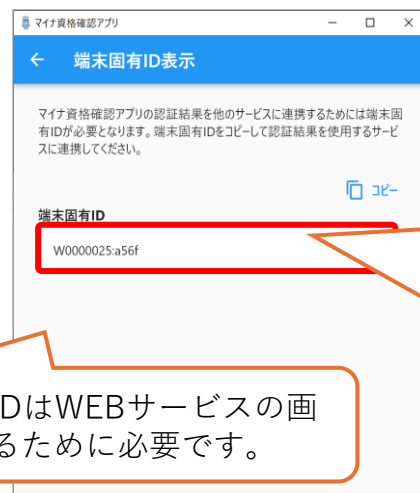 マイナ資格確認アプリ
端末固有ID表示
マイナ資格確認アプリの認証結果を他のサービスに連携するためには端末固
有IDが必要となります。端末固有IDをコピーして認証結果を使用するサービ
スに連携してください。
コピー
端末固有ID
W0000025:a56f
DはWEBサービスの画
るために必要です。